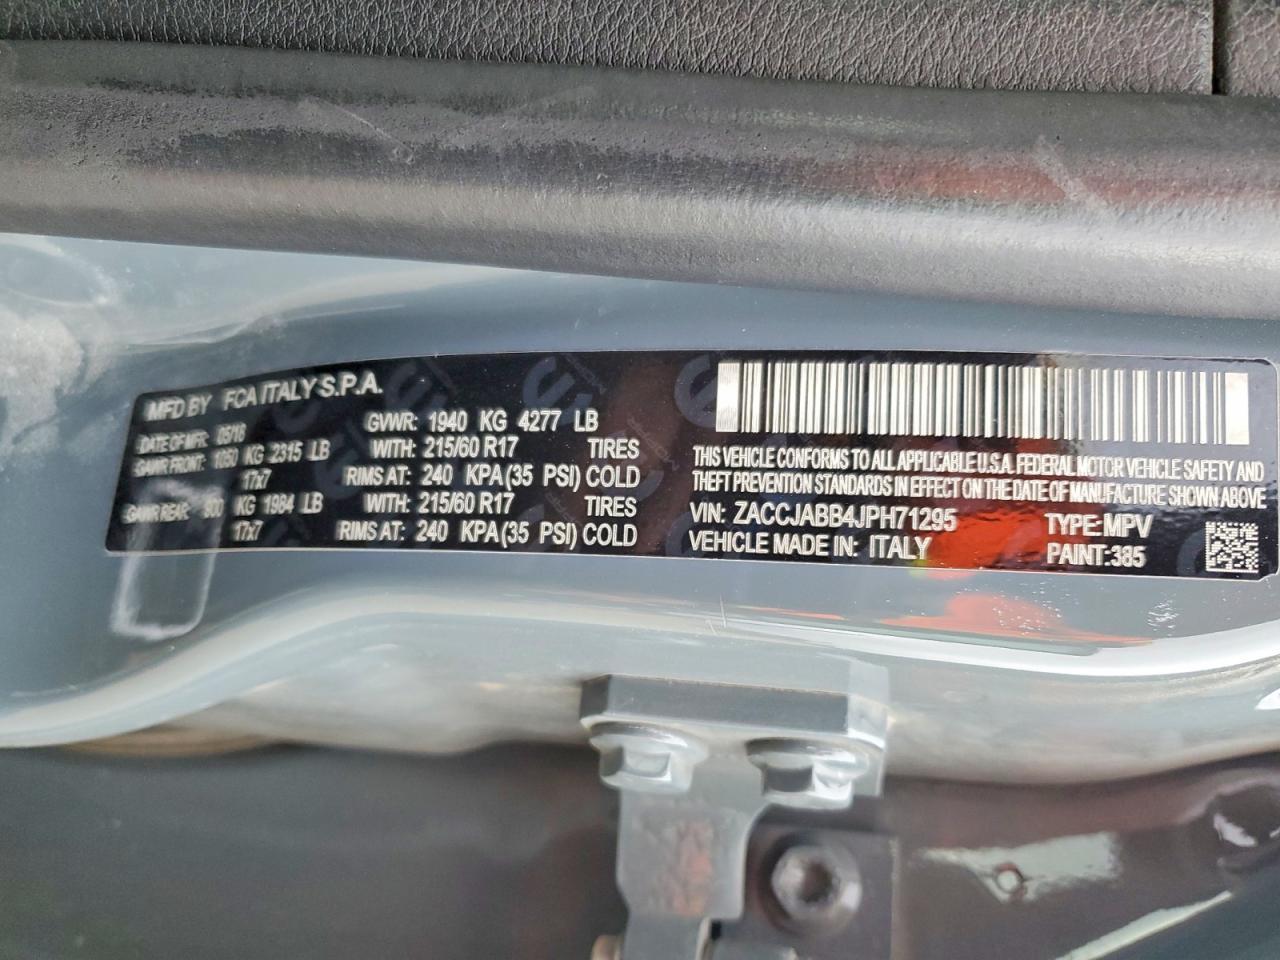 MFD BY FCA ITALY S.P.A.
DATE OF MFR: 05/18 GVWR: 1940 KG 4277 LB
GAWR FRONT: 1050 KG 2315 LB WITH: 215/60 R17 TIRES
17x7 RIMS AT: 240 KPA(35 PSI) COLD
GAWR REAR: 900 KG 1984 LB WITH: 215/60 R17 TIRES
17x7 RIMS AT: 240 KPA(35 PSI) COLD
THIS VEHICLE CONFORMS TO ALL APPLICABLE U.S.A. FEDERAL MOTOR VEHICLE SAFETY AND
THEFT PREVENTION STANDARDS IN EFFECT ON THE DATE OF MANUFACTURE SHOWN ABOVE
VIN: ZACCJABB4JPH71295 TYPE:MPV
VEHICLE MADE IN: ITALY PAINT:385